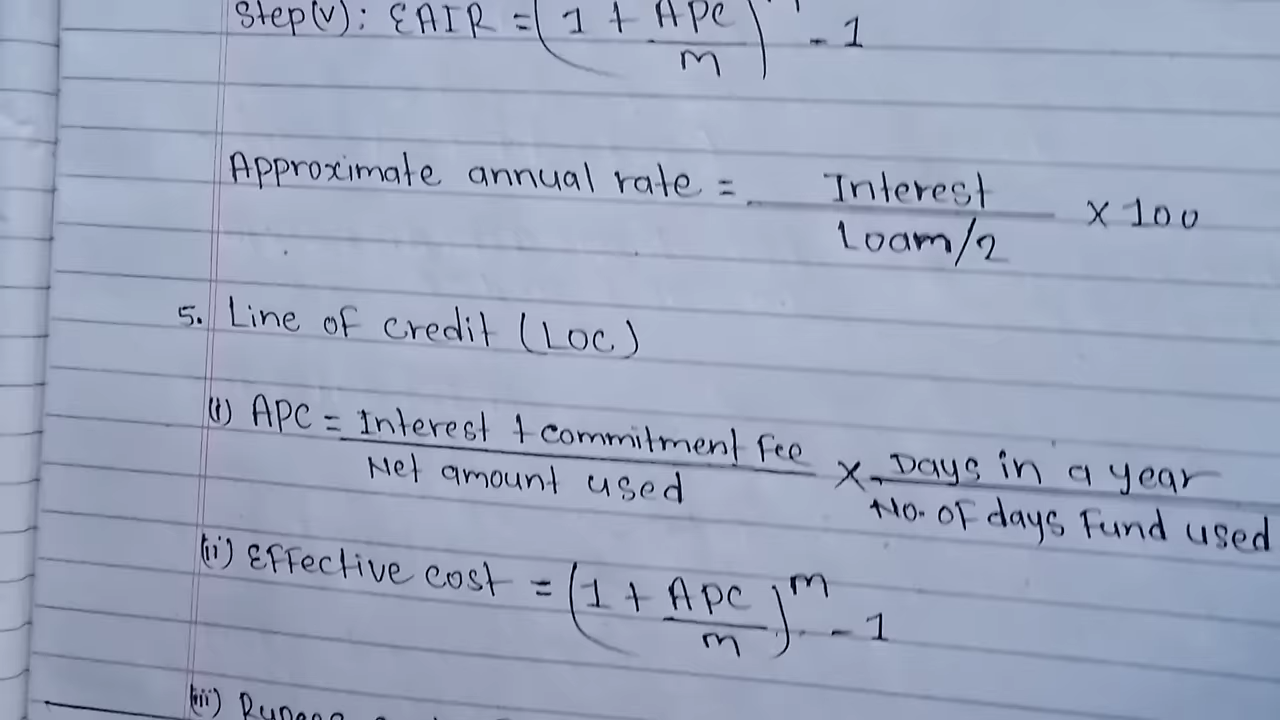 Step(v): EAIR = (1 + APC/m) - 1
Approximate annual rate = Interest/Loam/2 × 100
5. Line of credit (LOC)
(i) APC = Interest + commitment Fee/Net amount used × Days in a year/No. of days Fund used
(ii) Effective cost = (1 + APC/m)^m - 1
(iii)